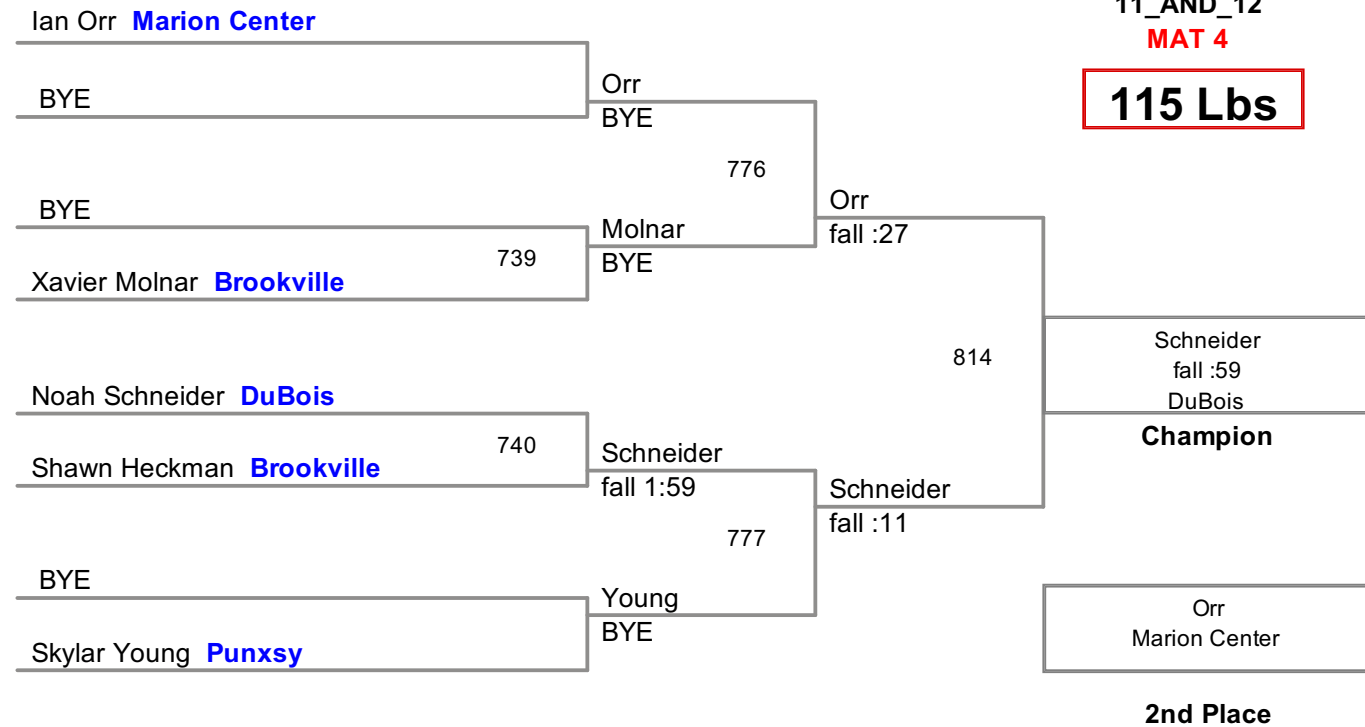 11_AND_12
MAT 4
115 Lbs
Ian Orr Marion Center
BYE
Orr
BYE
776
BYE
Xavier Molnar Brookville
739
Molnar
BYE
Orr
fall :27
Noah Schneider DuBois
Shawn Heckman Brookville
740
Schneider
fall 1:59
777
BYE
Skylar Young Punxsy
Young
BYE
Schneider
fall :11
814
Schneider
fall :59
DuBois
Champion
Orr
Marion Center
2nd Place